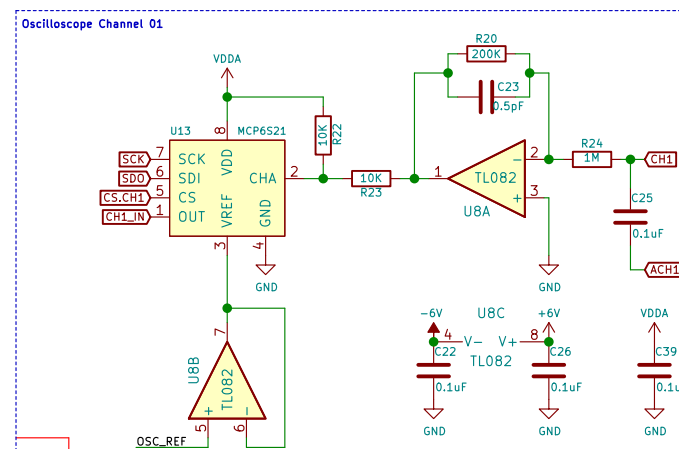 Oscilloscope Channel 01
R20
200K
VDDA
C23
0.5pF
U13
MCP6S21
8
10K
R22
R24
1M
CH1
SCK
7
SCK
VDD
SDO
6
SDI
CHA
2
10K
R23
1
TL082
2
-
3
+
U8A
CS.CH1
5
CS
CH1_IN
1
OUT
VREF
GND
C25
0.1uF
3
4
GND
GND
ACH1
U8C
-6V
+6V
VDDA
4
V-
V+
8
TL082
C22
0.1uF
C26
0.1uF
C39
0.1u
GND
GND
GND
7
U8B
TL082
+
-
5
6
OSC_REF